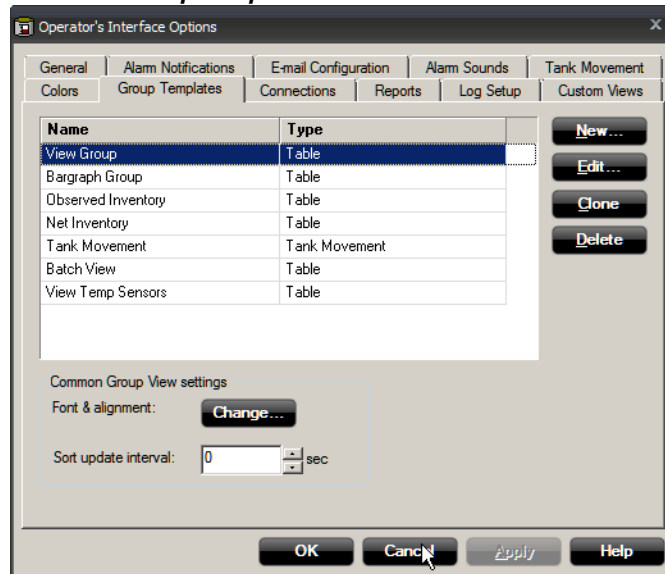 Operator's Interface Options x
General Alarm Notifications E-mail Configuration Alarm Sounds Tank Movement
Colors Group Templates Connections Reports Log Setup Custom Views
Name Type
View Group Table
Bargraph Group Table
Observed Inventory Table
Net Inventory Table
Tank Movement Tank Movement
Batch View Table
View Temp Sensors Table
New...
Edit...
Clone
Delete
Common Group View settings
Font & alignment: Change...
Sort update interval: 0 sec
OK Cancel Apply Help